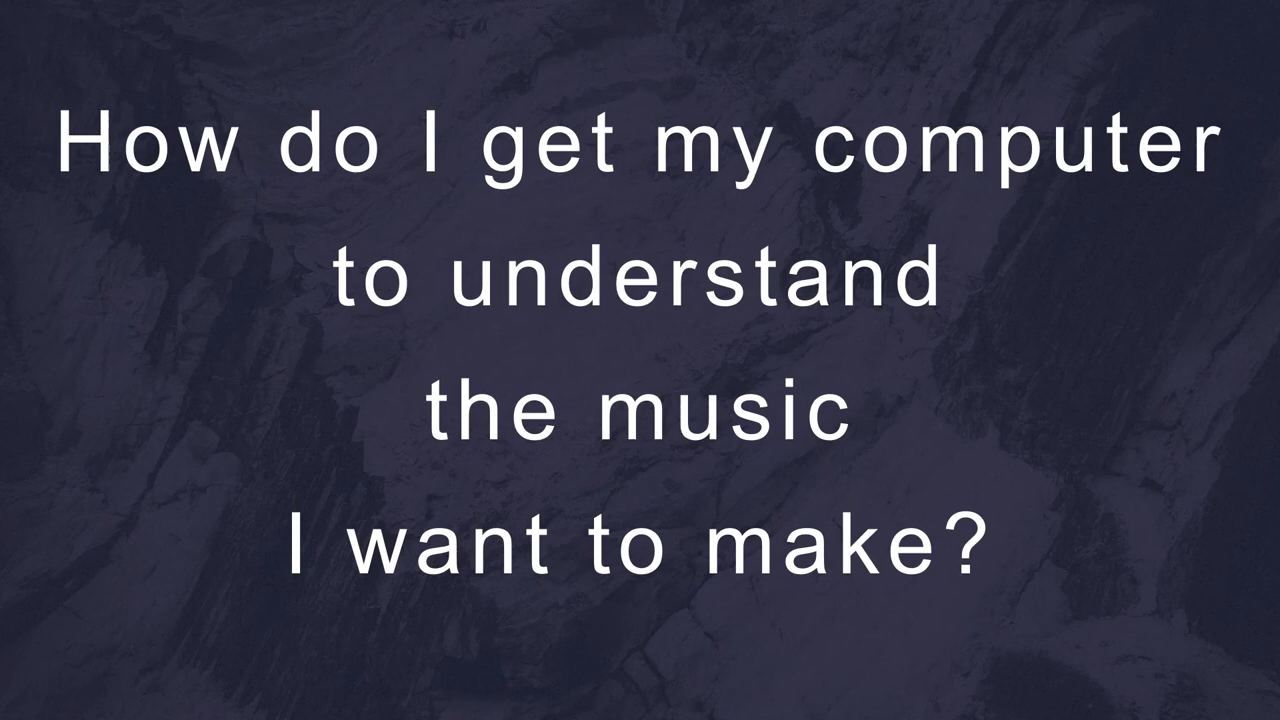 How do I get my computer
to understand
the music
I want to make?